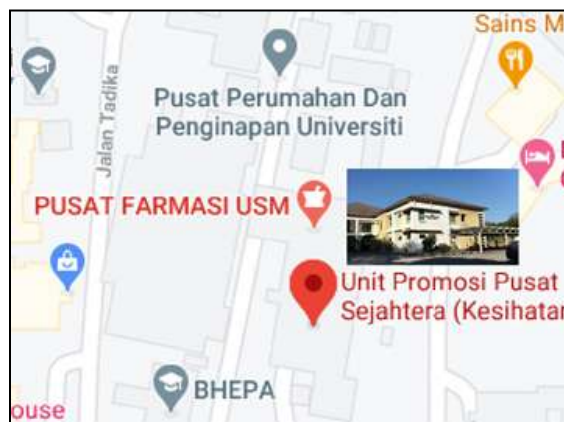 Sains M
Pusat Perumahan Dan
Penginapan Universiti
Jalan Tadika
PUSAT FARMASI USM
Unit Promosi Pusat
Sejahtera (Kesihatan
BHEPA
ouse